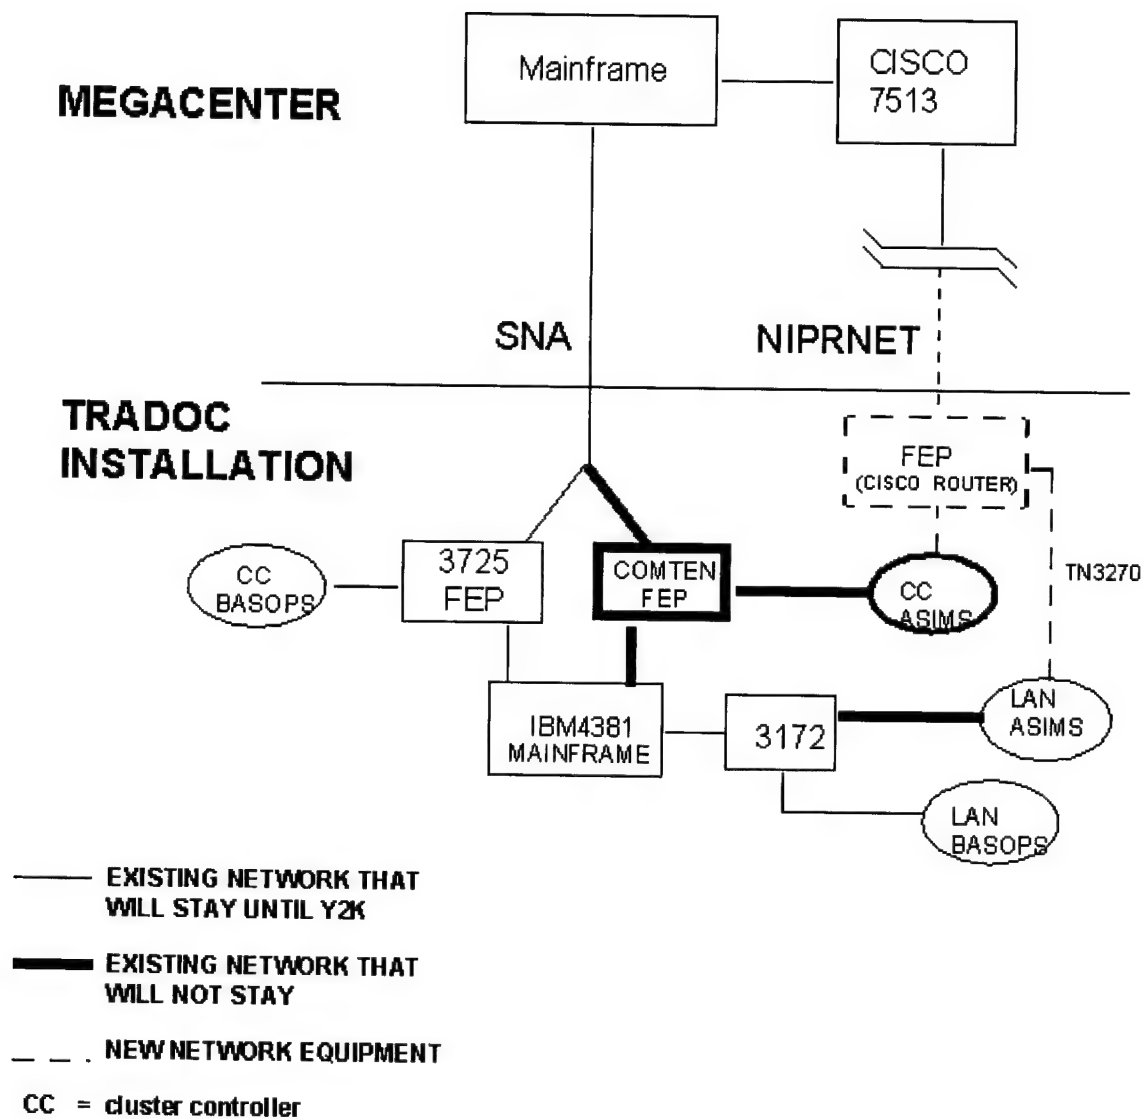 MEGACENTER
Mainframe
CISCO
7513
SNA
NIPRNET
TRADOC
INSTALLATION
FEP
(CISCO ROUTER)
TN3270
CC
BASOPS
3725
FEP
COMTEN
FEP
CC
ASIMS
IBM4381
MAINFRAME
3172
LAN
ASIMS
LAN
BASOPS
EXISTING NETWORK THAT
WILL STAY UNTIL Y2K
EXISTING NETWORK THAT
WILL NOT STAY
NEW NETWORK EQUIPMENT
CC = cluster controller